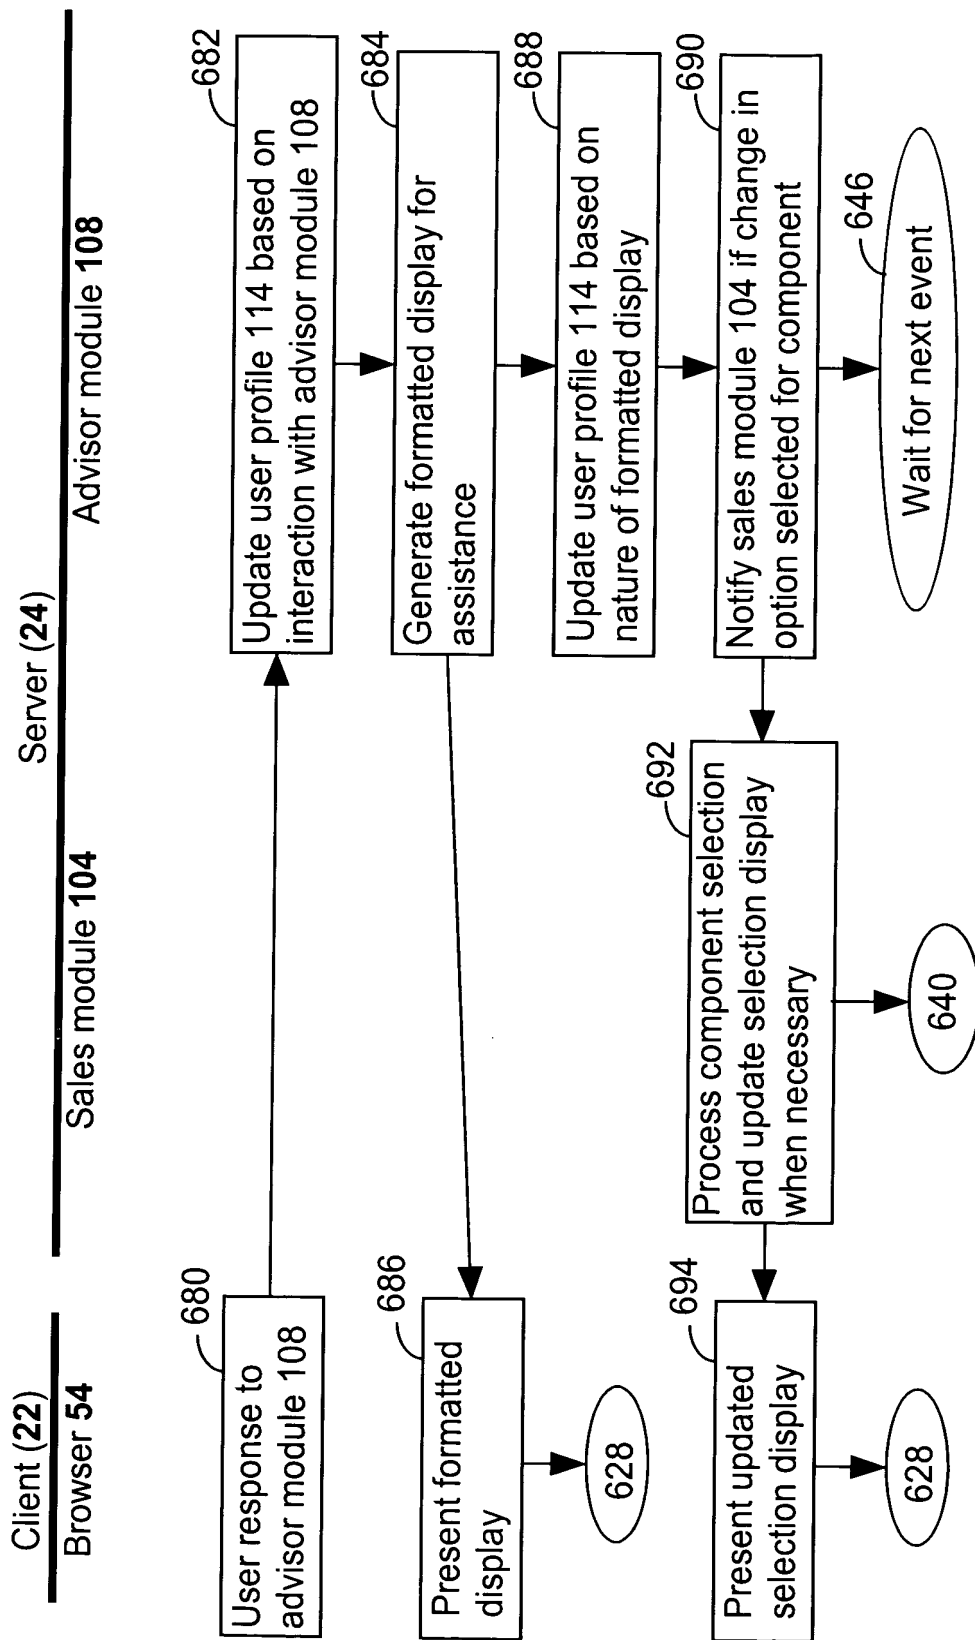 Client (22)
Browser 54
Server (24)
Sales module 104
Advisor module 108
680
User response to
advisor module 108
682
Update user profile 114 based on
interaction with advisor module 108
684
Generate formatted display for
assistance
686
Present formatted
display
628
688
Update user profile 114 based on
nature of formatted display
690
Notify sales module 104 if change in
option selected for component
692
Process component selection
and update selection display
when necessary
694
Present updated
selection display
628
640
646
Wait for next event